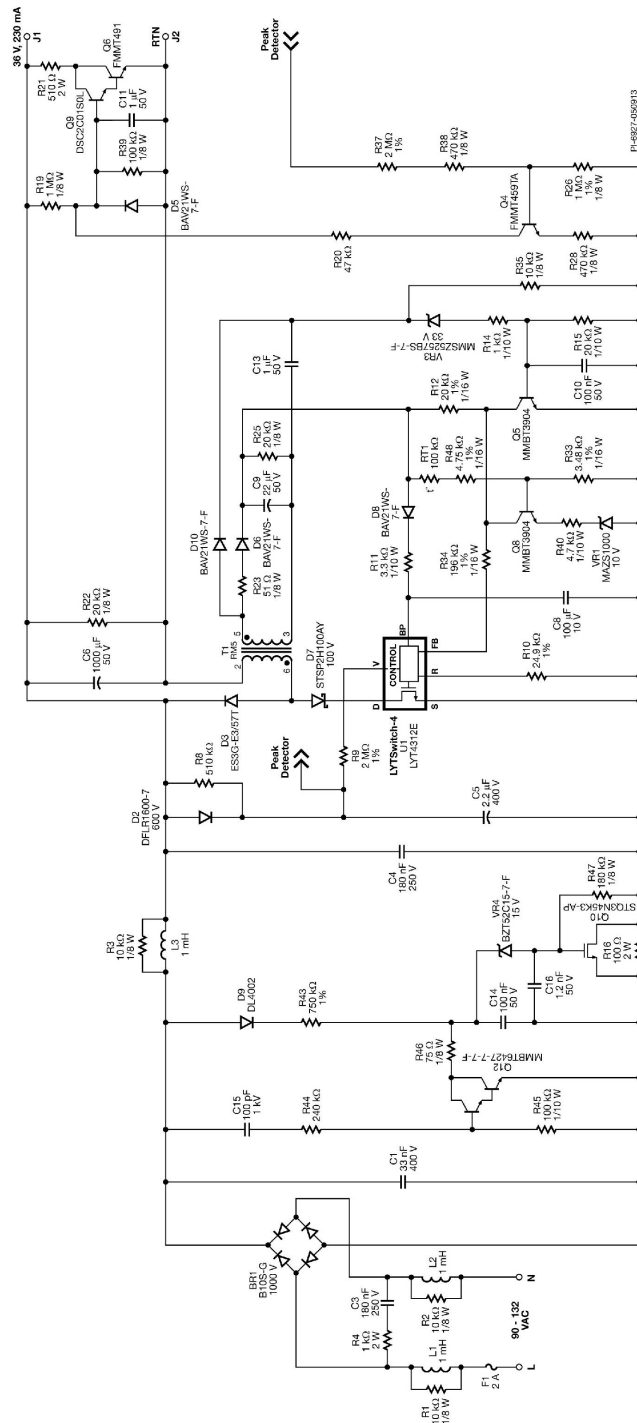 36 V, 230 mA
J1
RTN
J2
R21
510 Ω
2 W
Q6
FMMT491
Q9
DSC2C01S0L
C11
1 µF
50 V
R39
100 kΩ
1/8 W
R19
1 MΩ
1/8 W
D5
BAV21WS-
7-F
Peak
Detector
R37
2 MΩ
1%
R38
470 kΩ
1/8 W
Q4
FMMT459TA
R26
1 MΩ
1%
1/8 W
R20
47 kΩ
R28
470 kΩ
1/8 W
PI-6927-050913
R35
10 kΩ
1/8 W
C13
1 µF
50 V
VR3
MMSZ5257BS-7-F
33 V
R14
1 kΩ
1/10 W
R15
20 kΩ
1/10 W
C10
100 nF
50 V
R25
20 kΩ
1/8 W
C9
22 µF
50 V
D10
BAV21WS-7-F
D6
BAV21WS-
7-F
R23
51 Ω
1/8 W
R12
20 kΩ
1%
1/16 W
Q5
MMBT3904
D8
BAV21WS-
7-F
RT1
100 kΩ
t°
R48
4.75 kΩ
1%
1/16 W
R33
3.48 kΩ
1%
1/16 W
Q8
MMBT3904
R11
3.3 kΩ
1/10 W
R34
196 kΩ
1%
1/16 W
R40
4.7 kΩ
1/10 W
VR1
MAZS1000
10 V
C8
100 µF
10 V
R22
20 kΩ
1/8 W
C6
1000 µF
50 V
T1
RM5
5
3
2
6
D7
STSP2H100AY
100 V
D3
ES3G-E3/57T
LYTSwitch-4
U1
LYT4312E
CONTROL
D
S
V
BP
FB
R
R10
24.9 kΩ
1%
R9
2 MΩ
1%
Peak
Detector
R8
510 kΩ
D2
DFLR1600-7
600 V
C5
2.2 µF
400 V
C4
180 nF
250 V
R3
10 kΩ
1/8 W
L3
1 mH
D9
DL4002
R43
750 kΩ
1%
VR4
BZT52C15-7-F
15 V
R47
180 kΩ
1/8 W
Q10
STQ3N45K3-AP
R16
100 Ω
2 W
C14
100 nF
50 V
C16
1.2 nF
50 V
R46
75 Ω
1/8 W
Q12
MMBT6427-7-7-F
C15
100 pF
1 kV
R44
240 kΩ
R45
100 kΩ
1/10 W
C1
33 nF
400 V
BR1
B10S-G
1000 V
C3
180 nF
250 V
R4
1 kΩ
2 W
L2
1 mH
R2
10 kΩ
1/8 W
L1
1 mH
R1
10 kΩ
1/8 W
F1
2 A
90 - 132
VAC
L
N